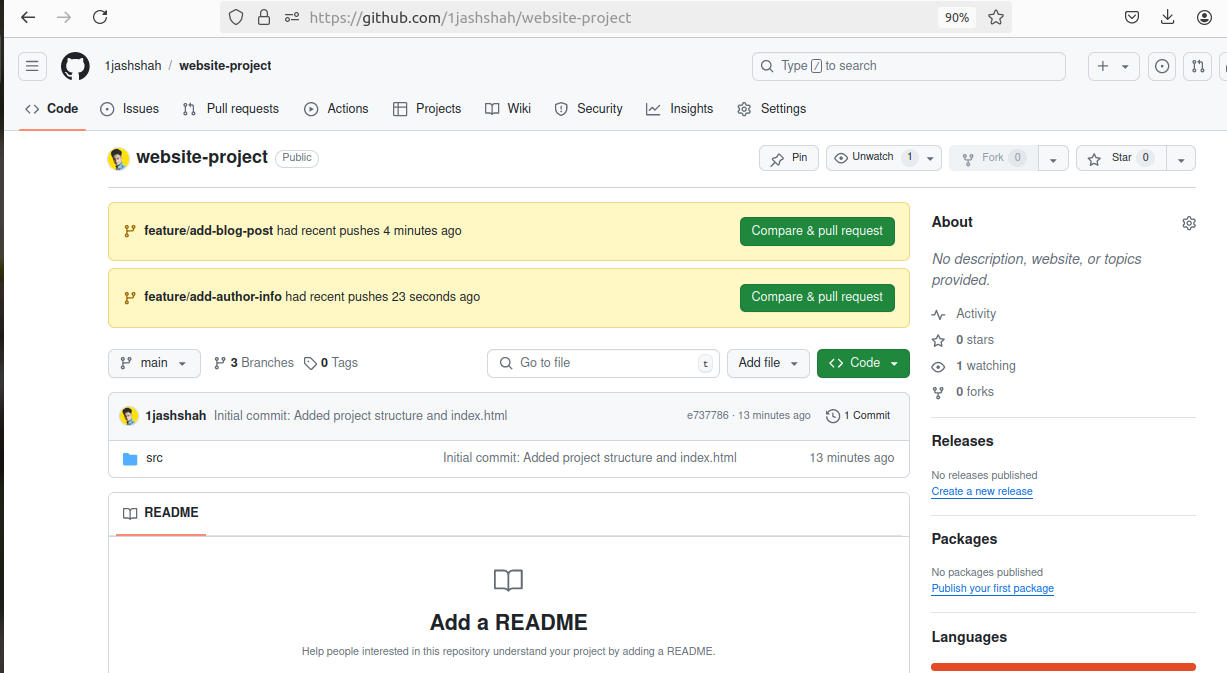 https://github.com/1jashshah/website-project
90%
1jashshah / website-project
Type / to search
Code Issues Pull requests Actions Projects Wiki Security Insights Settings
website-project Public
Pin Unwatch 1 Fork 0 Star 0
feature/add-blog-post had recent pushes 4 minutes ago
Compare & pull request
feature/add-author-info had recent pushes 23 seconds ago
Compare & pull request
main 3 Branches 0 Tags
Go to file t
Add file
Code
1jashshah Initial commit: Added project structure and index.html e737786 · 13 minutes ago 1 Commit
src Initial commit: Added project structure and index.html 13 minutes ago
README
Add a README
Help people interested in this repository understand your project by adding a README.
About
No description, website, or topics
provided.
Activity
0 stars
1 watching
0 forks
Releases
No releases published
Create a new release
Packages
No packages published
Publish your first package
Languages